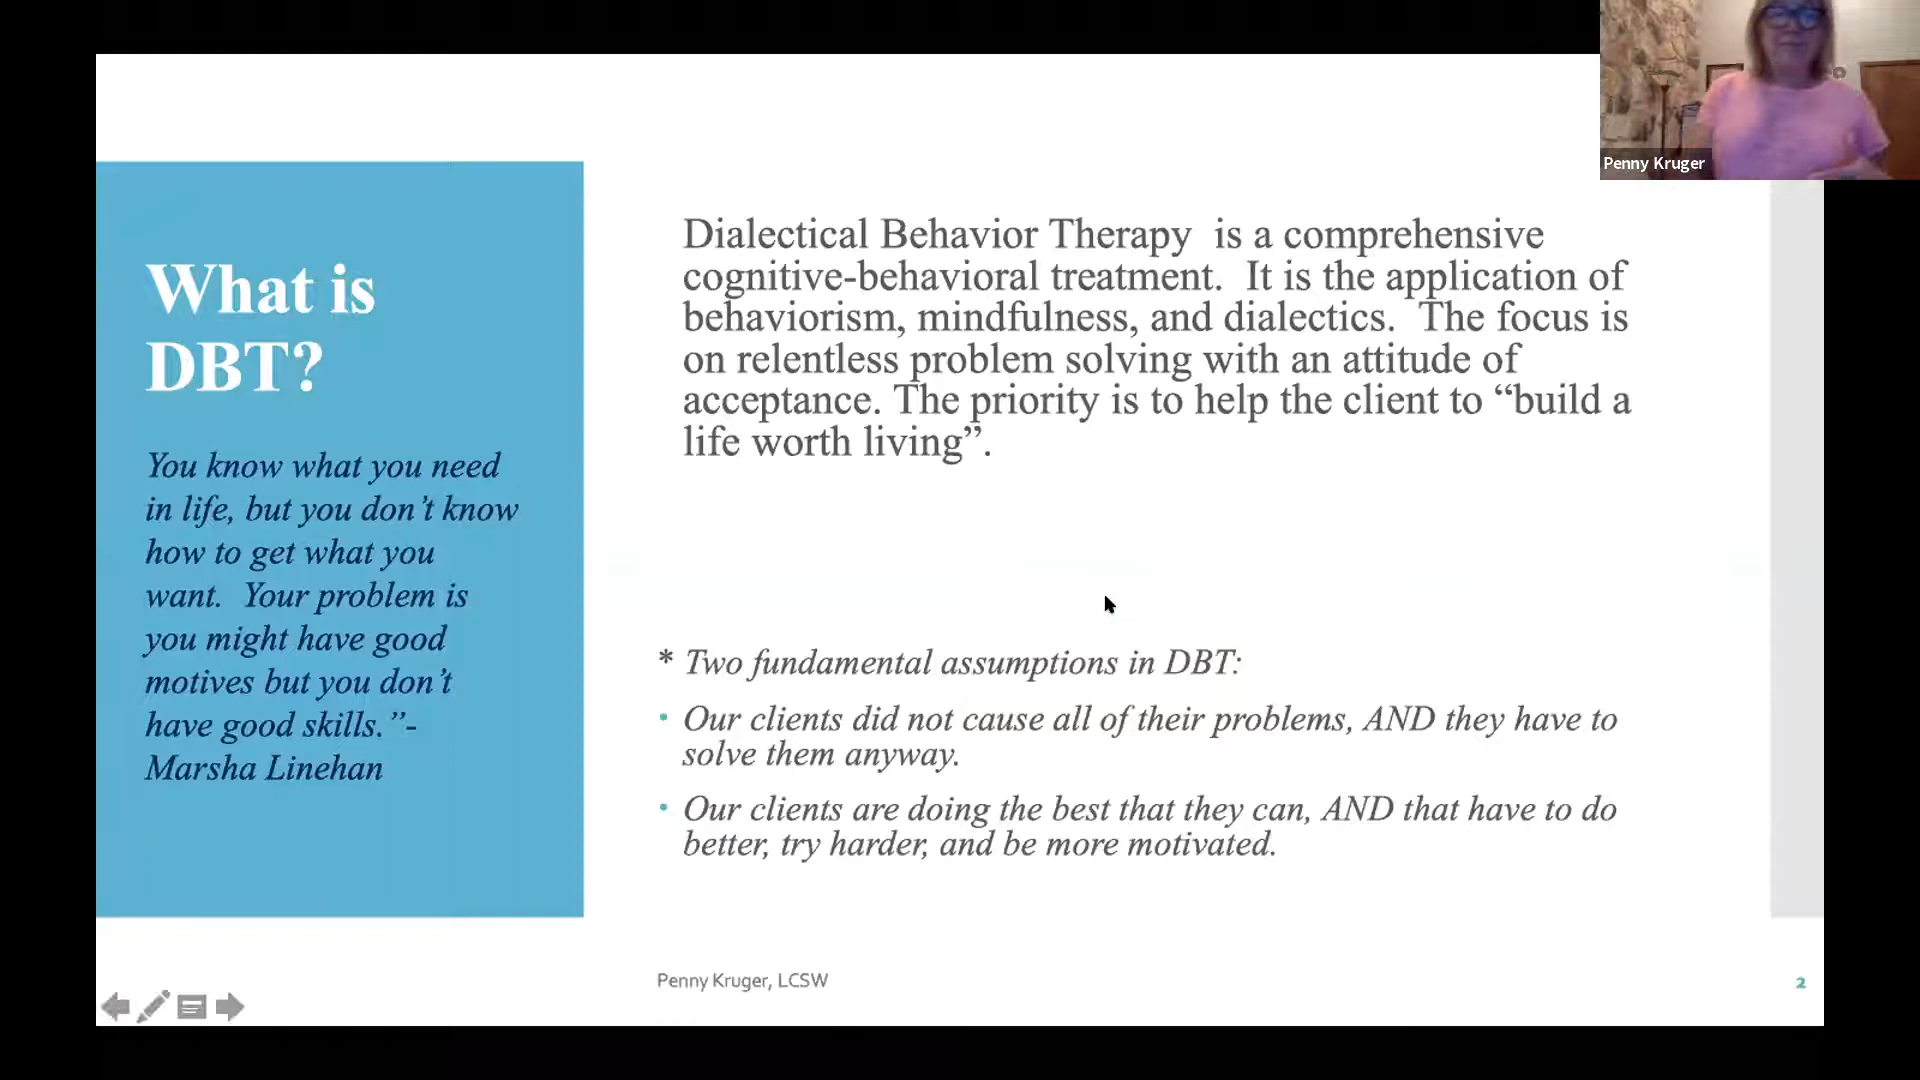 Penny Kruger
What is
DBT?
You know what you need
in life, but you don’t know
how to get what you
want.  Your problem is
you might have good
motives but you don’t
have good skills.”-
Marsha Linehan
Dialectical Behavior Therapy  is a comprehensive
cognitive-behavioral treatment.  It is the application of
behaviorism, mindfulness, and dialectics.  The focus is
on relentless problem solving with an attitude of
acceptance. The priority is to help the client to “build a
life worth living”.
* Two fundamental assumptions in DBT:
• Our clients did not cause all of their problems, AND they have to
solve them anyway.
• Our clients are doing the best that they can, AND that have to do
better, try harder, and be more motivated.
Penny Kruger, LCSW
2